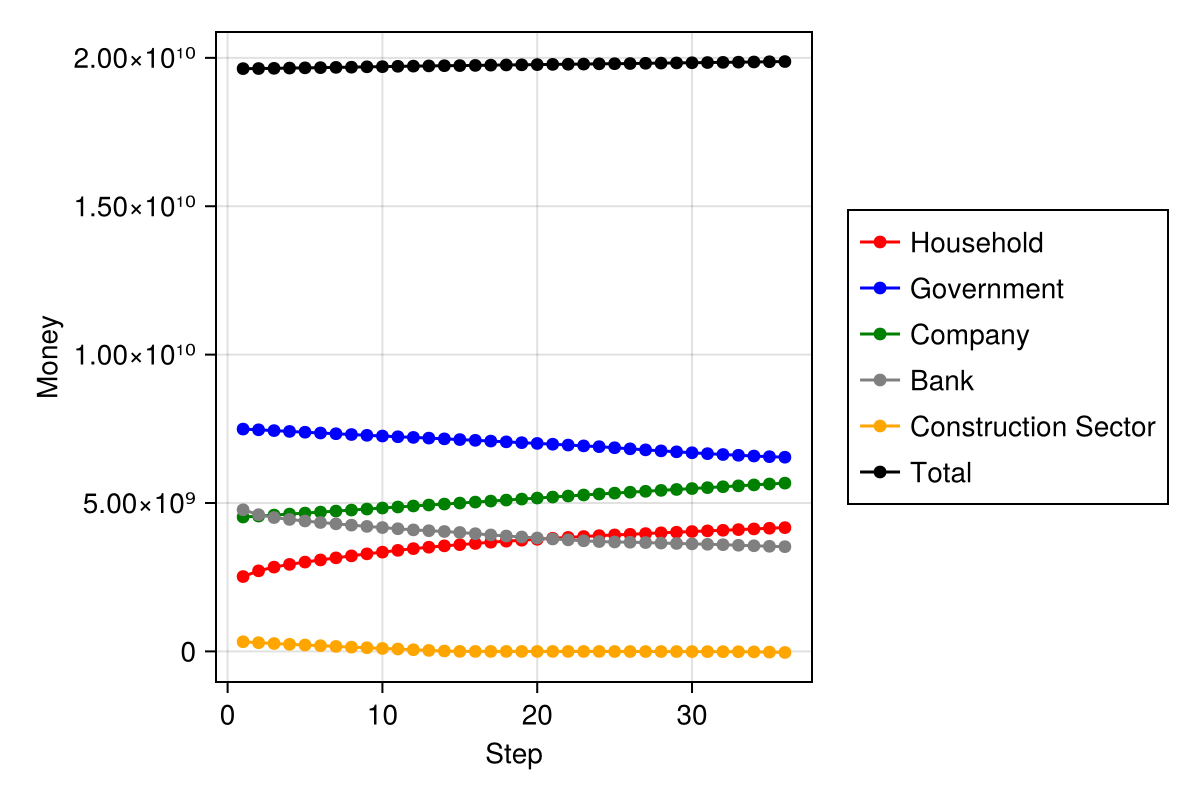 2.00×10¹⁰
1.50×10¹⁰
1.00×10¹⁰
5.00×10⁹
0
Money
0 10 20 30
Step
Household
Government
Company
Bank
Construction Sector
Total